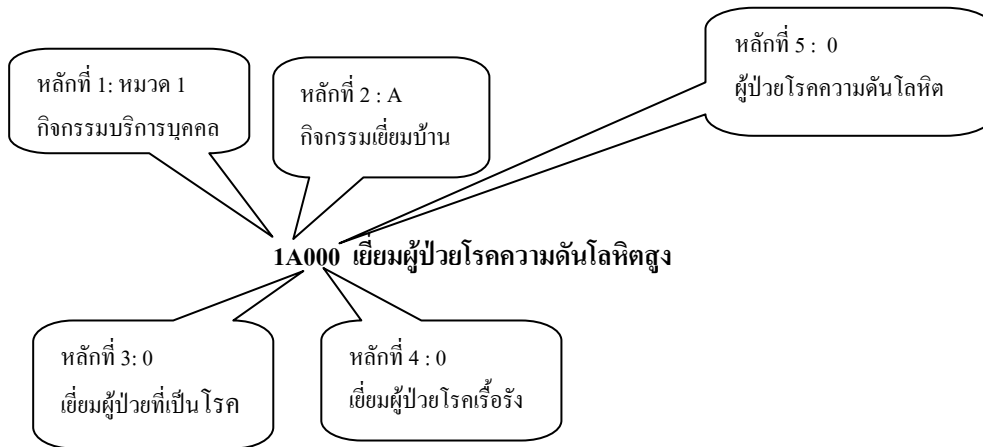 หลักที่ 1: หมวด 1
กิจกรรมบริการบุคคล
หลักที่ 2 : A
กิจกรรมเยี่ยมบ้าน
หลักที่ 5 : 0
ผู้ป่วยโรคความดันโลหิต
1A000 เยี่ยมผู้ป่วยโรคความดันโลหิตสูง
หลักที่ 3: 0
เยี่ยมผู้ป่วยที่เป็นโรค
หลักที่ 4 : 0
เยี่ยมผู้ป่วยโรคเรื้อรัง